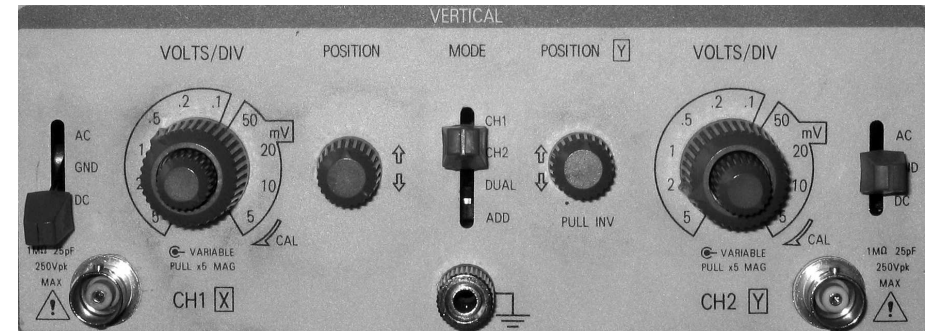 VERTICAL
VOLTS/DIV
POSITION
MODE
POSITION Y
VOLTS/DIV
AC
GND
DC
.1
.2
.5
1
2
5
50
mV
20
10
5
CAL
VARIABLE
PULL x5 MAG
1MΩ 25pF
250Vpk
MAX
CH1 X
CH1
CH2
DUAL
ADD
PULL INV
.1
.2
.5
1
2
5
50
mV
20
10
5
CAL
VARIABLE
PULL x5 MAG
CH2 Y
AC
DC
1MΩ 25pF
250Vpk
MAX